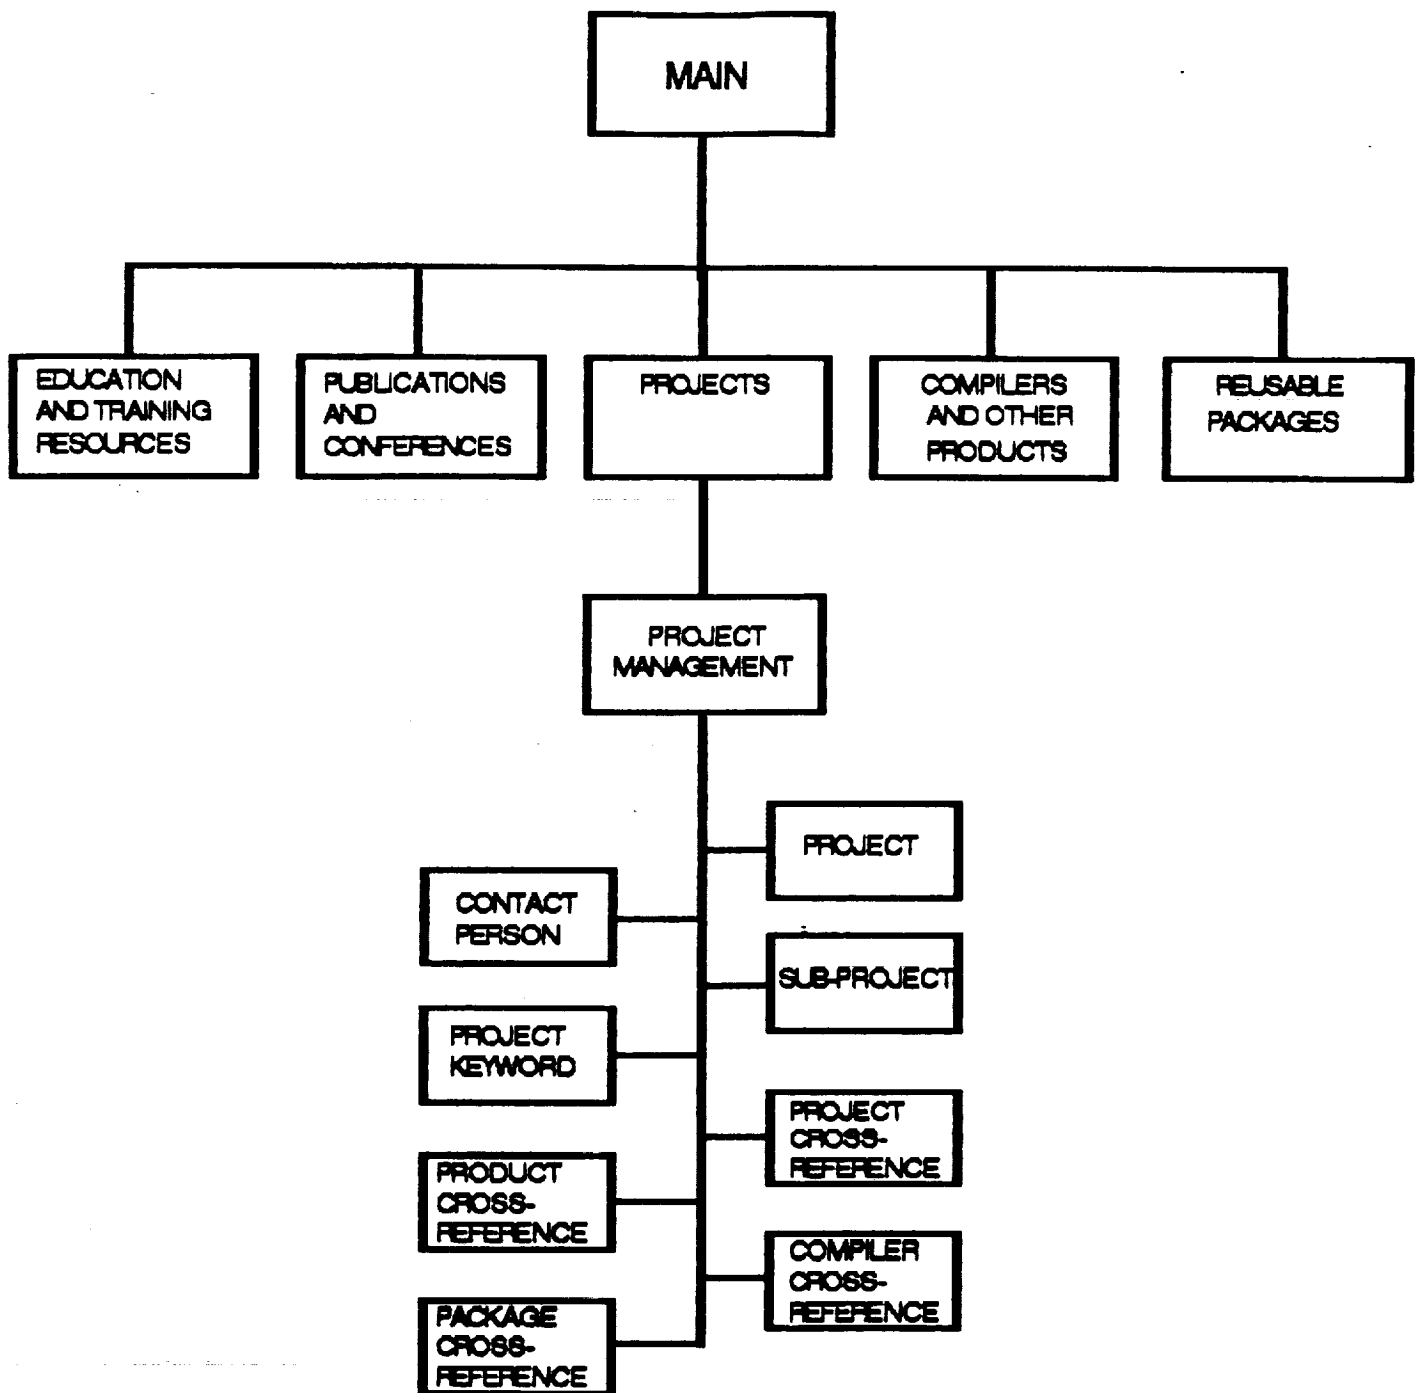 MAIN
EDUCATION
AND TRAINING
RESOURCES
PUBLICATIONS
AND
CONFERENCES
PROJECTS
COMPILERS
AND OTHER
PRODUCTS
REUSABLE
PACKAGES
PROJECT
MANAGEMENT
PROJECT
CONTACT
PERSON
SUB-PROJECT
PROJECT
KEYWORD
PROJECT
CROSS-
REFERENCE
PRODUCT
CROSS-
REFERENCE
COMPILER
CROSS-
REFERENCE
PACKAGE
CROSS-
REFERENCE